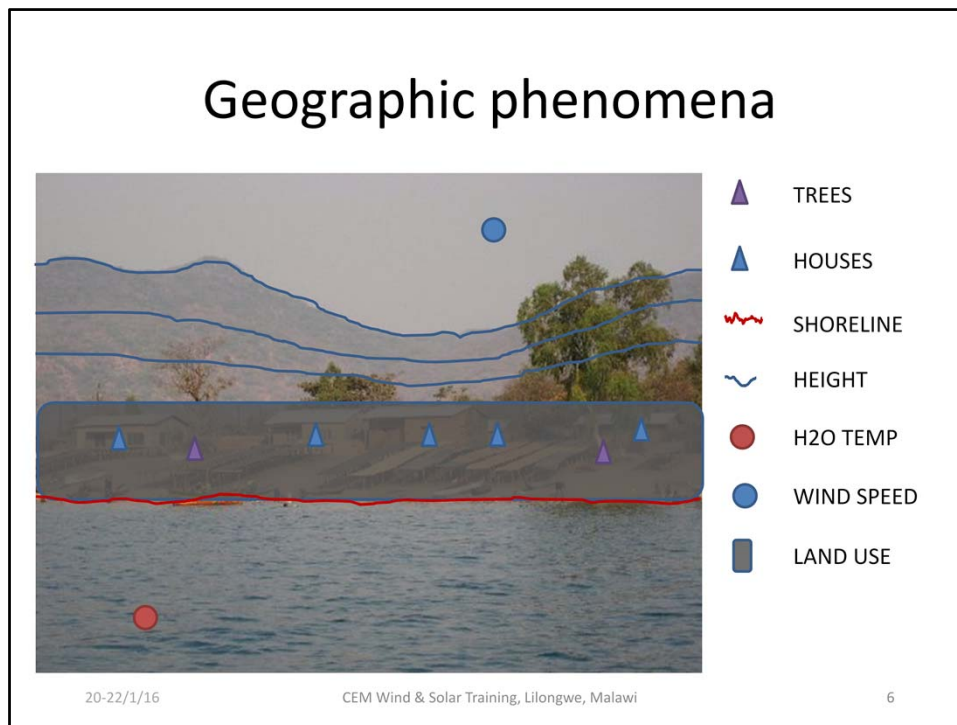 Geographic phenomena
TREES
HOUSES
SHORELINE
HEIGHT
H2O TEMP
WIND SPEED
LAND USE
20-22/1/16
CEM Wind & Solar Training, Lilongwe, Malawi
6